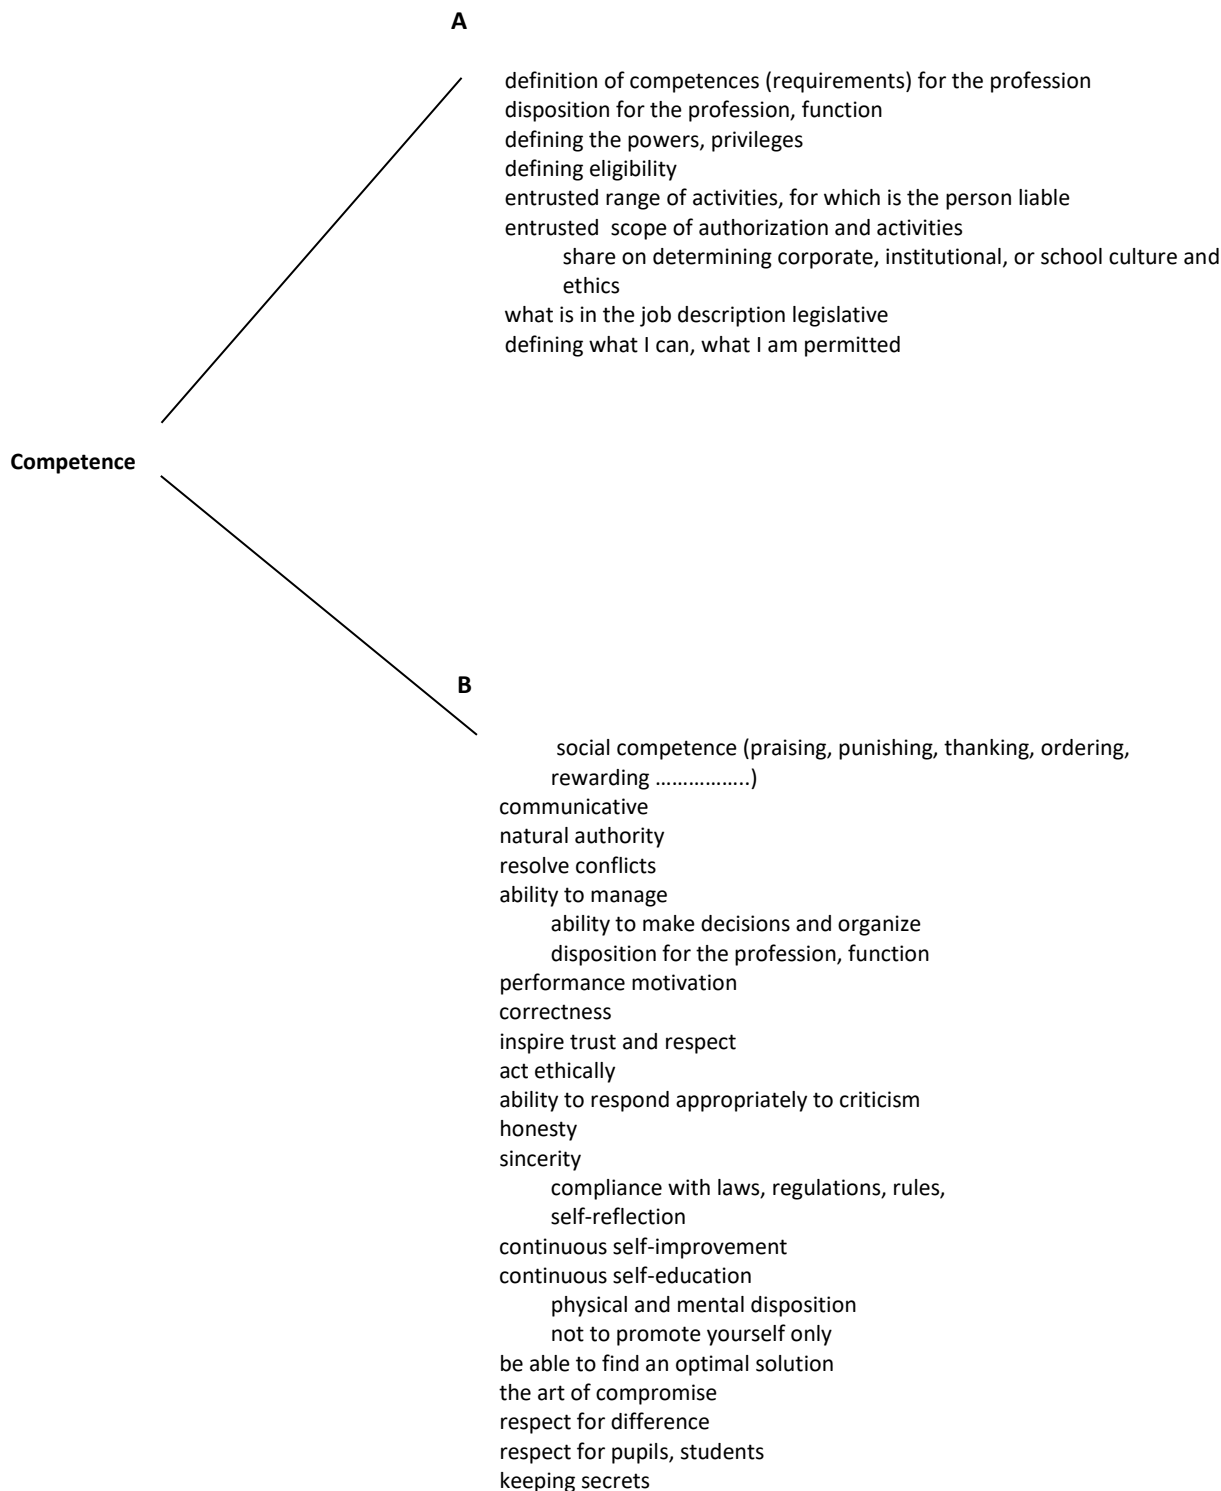 A
definition of competences (requirements) for the profession
disposition for the profession, function
defining the powers, privileges
defining eligibility
entrusted range of activities, for which is the person liable
entrusted  scope of authorization and activities
share on determining corporate, institutional, or school culture and
ethics
what is in the job description legislative
defining what I can, what I am permitted
Competence
B
social competence (praising, punishing, thanking, ordering,
rewarding ……………..)
communicative
natural authority
resolve conflicts
ability to manage
ability to make decisions and organize
disposition for the profession, function
performance motivation
correctness
inspire trust and respect
act ethically
ability to respond appropriately to criticism
honesty
sincerity
compliance with laws, regulations, rules,
self-reflection
continuous self-improvement
continuous self-education
physical and mental disposition
not to promote yourself only
be able to find an optimal solution
the art of compromise
respect for difference
respect for pupils, students
keeping secrets